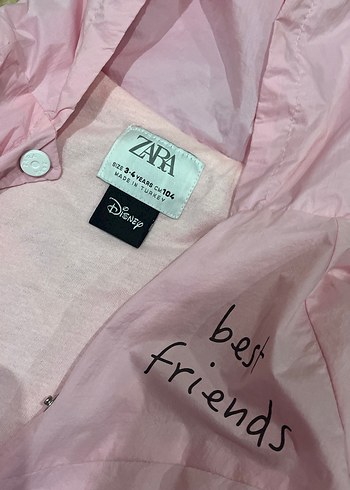 ZARA
SIZE 3-4 YEARS CM 104
MADE IN TURKEY
Disney
best
friends